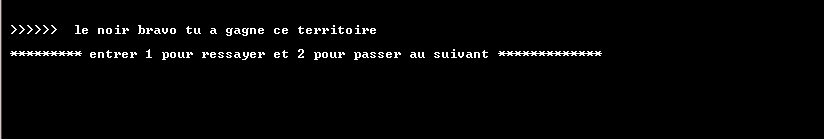 >>>>>> le noir bravo tu a gagne ce territoire
********* entrer 1 pour ressayer et 2 pour passer au suivant *************